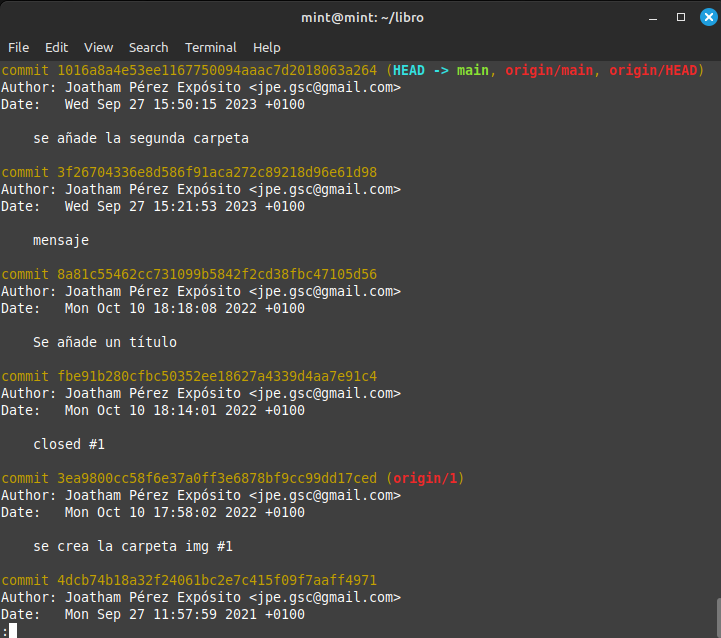 mint@mint: ~/libro
File Edit View Search Terminal Help
commit 1016a8a4e53ee1167750094aaac7d2018063a264 (HEAD -> main, origin/main, origin/HEAD)
Author: Joatham Pérez Expósito <jpe.gsc@gmail.com>
Date:   Wed Sep 27 15:50:15 2023 +0100
se añade la segunda carpeta
commit 3f26704336e8d586f91aca272c89218d96e61d98
Author: Joatham Pérez Expósito <jpe.gsc@gmail.com>
Date:   Wed Sep 27 15:21:53 2023 +0100
mensaje
commit 8a81c55462cc731099b5842f2cd38fbc47105d56
Author: Joatham Pérez Expósito <jpe.gsc@gmail.com>
Date:   Mon Oct 10 18:18:08 2022 +0100
Se añade un título
commit fbe91b280cfbc50352ee18627a4339d4aa7e91c4
Author: Joatham Pérez Expósito <jpe.gsc@gmail.com>
Date:   Mon Oct 10 18:14:01 2022 +0100
closed #1
commit 3ea9800cc58f6e37a0ff3e6878bf9cc99dd17ced (origin/1)
Author: Joatham Pérez Expósito <jpe.gsc@gmail.com>
Date:   Mon Oct 10 17:58:02 2022 +0100
se crea la carpeta img #1
commit 4dcb74b18a32f24061bc2e7c415f09f7aaff4971
Author: Joatham Pérez Expósito <jpe.gsc@gmail.com>
Date:   Mon Sep 27 11:57:59 2021 +0100
: